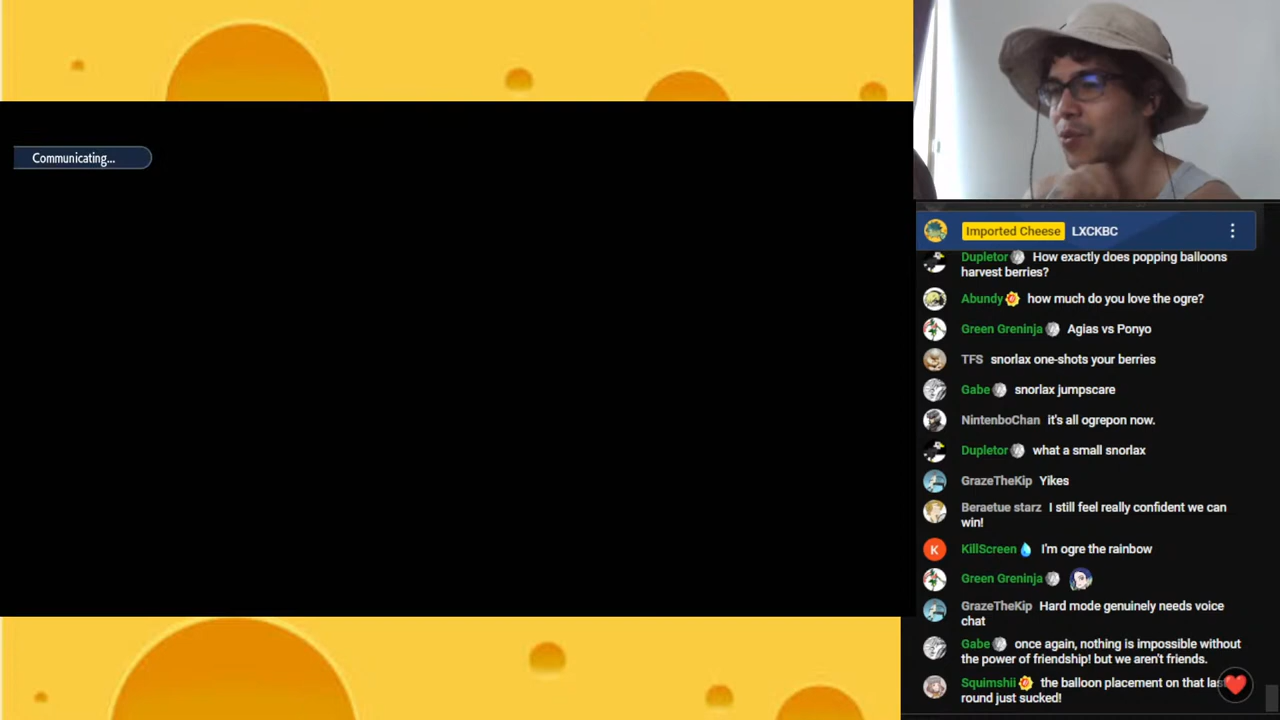 Communicating...
Imported Cheese LXCKBC
Dupletor How exactly does popping balloons
harvest berries?
Abundy how much do you love the ogre?
Green Greninja Agias vs Ponyo
TFS snorlax one-shots your berries
Gabe snorlax jumpscare
NintenboChan it's all ogrepon now.
Dupletor what a small snorlax
GrazeTheKip Yikes
Beraetue starz I still feel really confident we can
win!
K KillScreen I'm ogre the rainbow
Green Greninja
GrazeTheKip Hard mode genuinely needs voice
chat
Gabe once again, nothing is impossible without
the power of friendship! but we aren't friends.
Squimshii the balloon placement on that last
round just sucked!